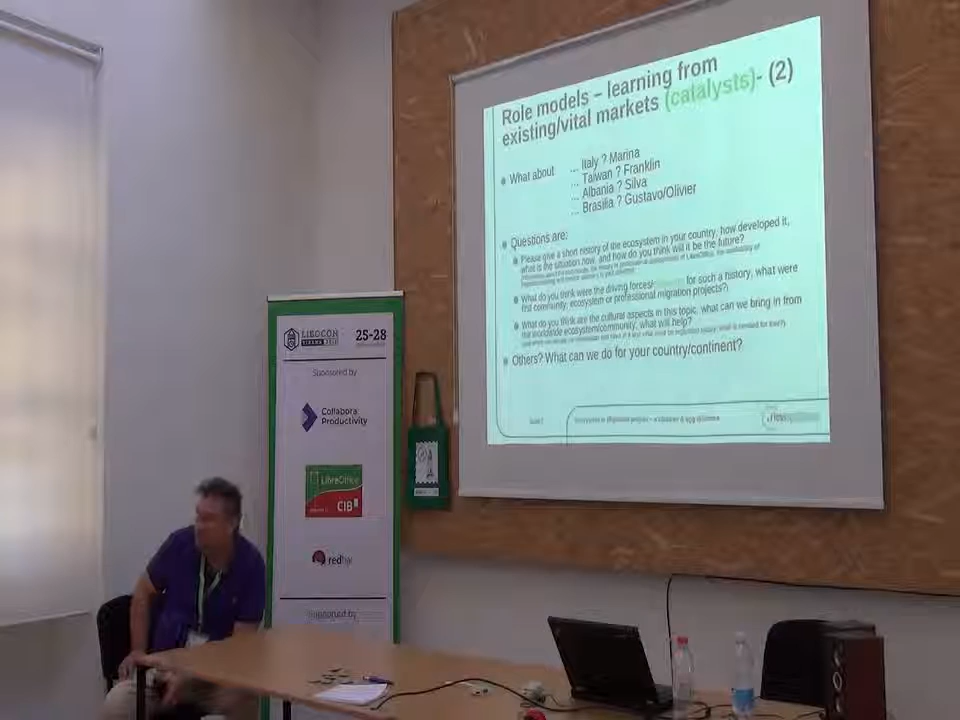 Role models – learning from
existing/vital markets (catalysts)- (2)
What about ... Italy ? Marina
... Taiwan ? Franklin
... Albania ? Silva
... Brasilia ? Gustavo/Olivier
Questions are:
Please give a short history of the ecosystem in your country, how developed it,
what is the situation now, and how do you think will it be the future?
What do you think were the driving forces/ for such a history, what were
first community, ecosystem or professional migration projects?
What do you think are the cultural aspects in this topic, what can we bring in from
our worldwide ecosystem/community, what will help?
Others? What can we do for your country/continent?
LIBOCON
25-28
Sponsored by
Collabora
Productivity
LibreOffice
CIB
redhat
Supported by